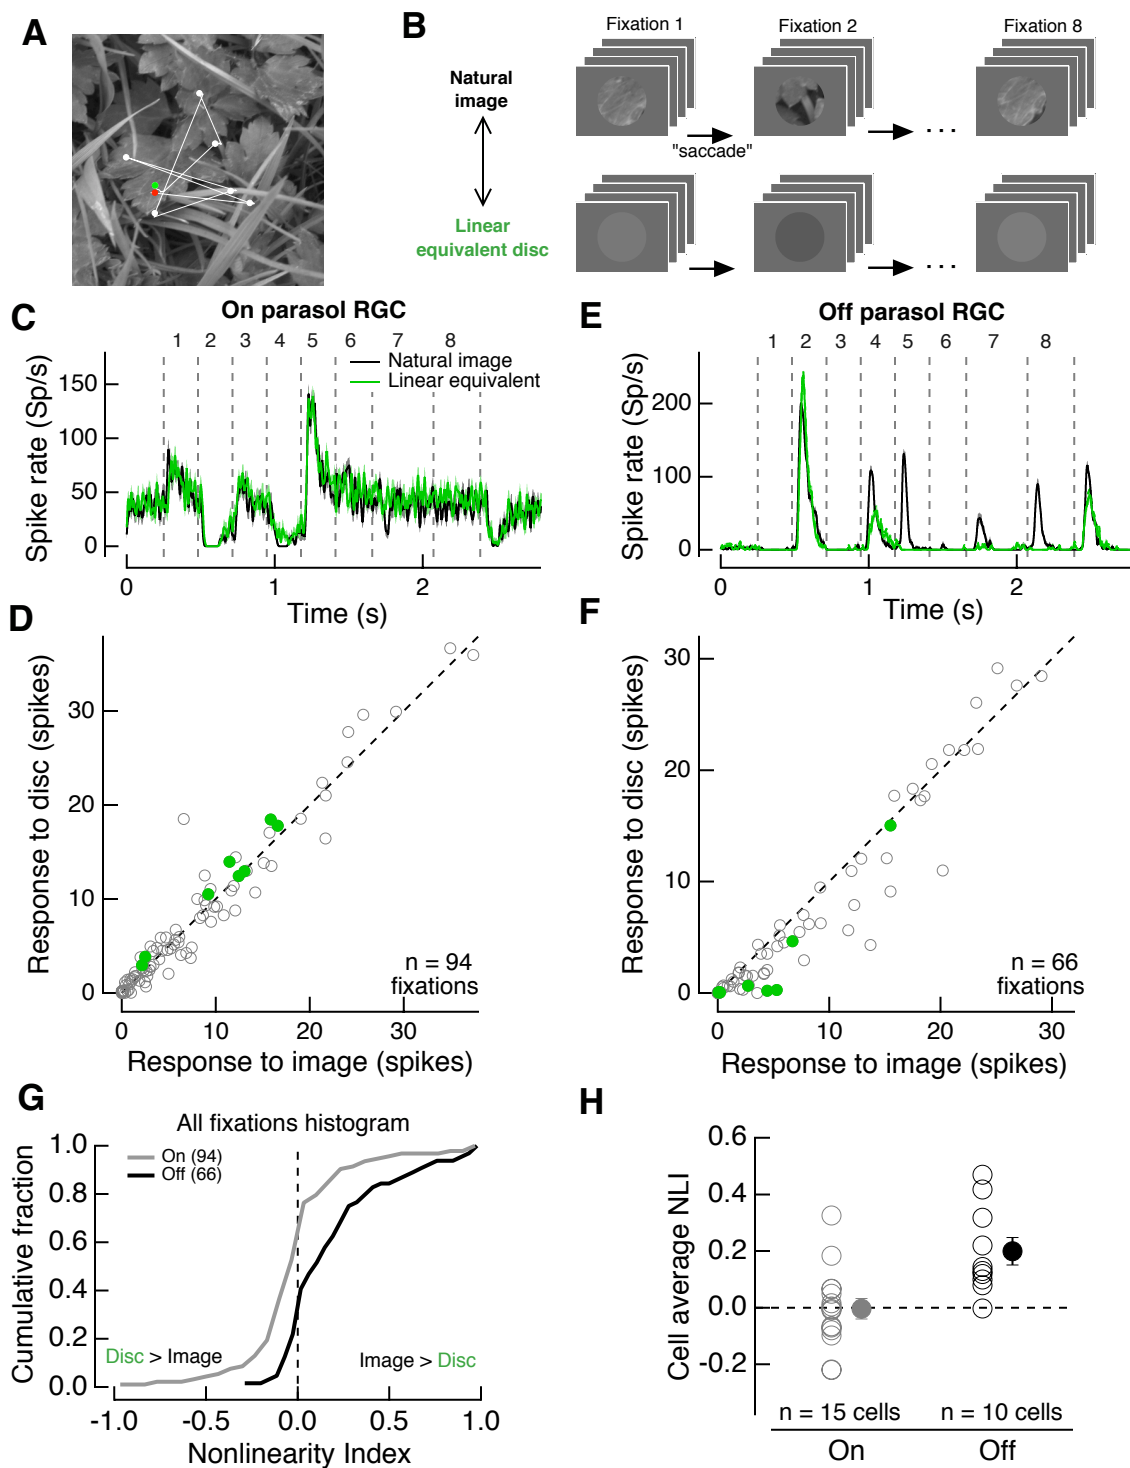 A
B
Fixation 1
Fixation 2
Fixation 8
Natural
image
"saccade"
. . .
Linear
equivalent disc
. . .
C
On parasol RGC
1 2 3 4 5 6 7 8
Natural image
Linear equivalent
Spike rate (Sp/s)
150
100
50
0
0 1 2
Time (s)
E
Off parasol RGC
1 2 3 4 5 6 7 8
Spike rate (Sp/s)
200
100
0
0 1 2
Time (s)
D
Response to disc (spikes)
30
20
10
0
n = 94
fixations
0 10 20 30
Response to image (spikes)
F
Response to disc (spikes)
30
20
10
0
n = 66
fixations
0 10 20 30
Response to image (spikes)
G
All fixations histogram
On (94)
Off (66)
Cumulative fraction
1.0
0.8
0.6
0.4
0.2
0.0
Disc > Image
Image > Disc
-1.0 -0.5 0.0 0.5 1.0
Nonlinearity Index
H
Cell average NLI
0.6
0.4
0.2
0.0
-0.2
n = 15 cells
n = 10 cells
On
Off